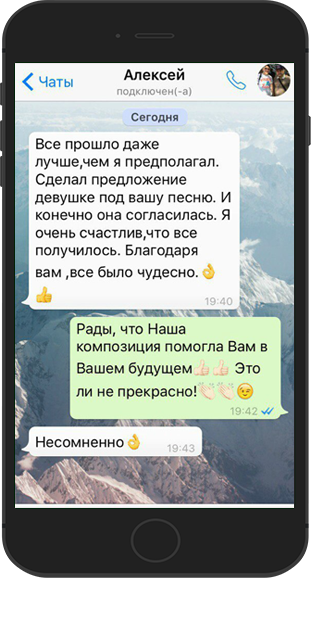 Чаты
Алексей
подключен(-а)
Сегодня
Все прошло даже
лучше,чем я предполагал.
Сделал предложение
девушке под вашу песню. И
конечно она согласилась. Я
очень счастлив,что все
получилось. Благодаря
вам ,все было чудесно.👌
👍
19:40
Рады, что Наша
композиция помогла Вам в
Вашем будущем👍🏻👍🏻 Это
ли не прекрасно!👏🏻👏🏻😉
19:42
Несомненно👌
19:43